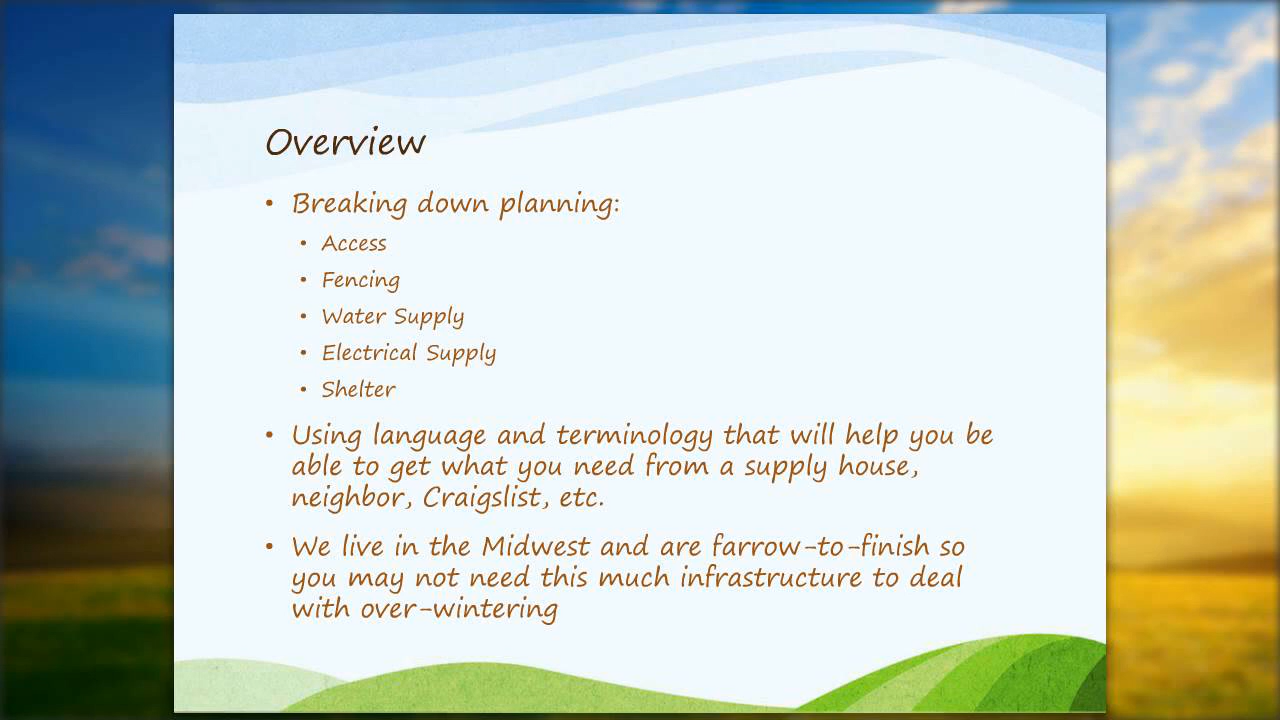 Overview
• Breaking down planning:
• Access
• Fencing
• Water Supply
• Electrical Supply
• Shelter
• Using language and terminology that will help you be
able to get what you need from a supply house,
neighbor, Craigslist, etc.
• We live in the Midwest and are farrow-to-finish so
you may not need this much infrastructure to deal
with over-wintering